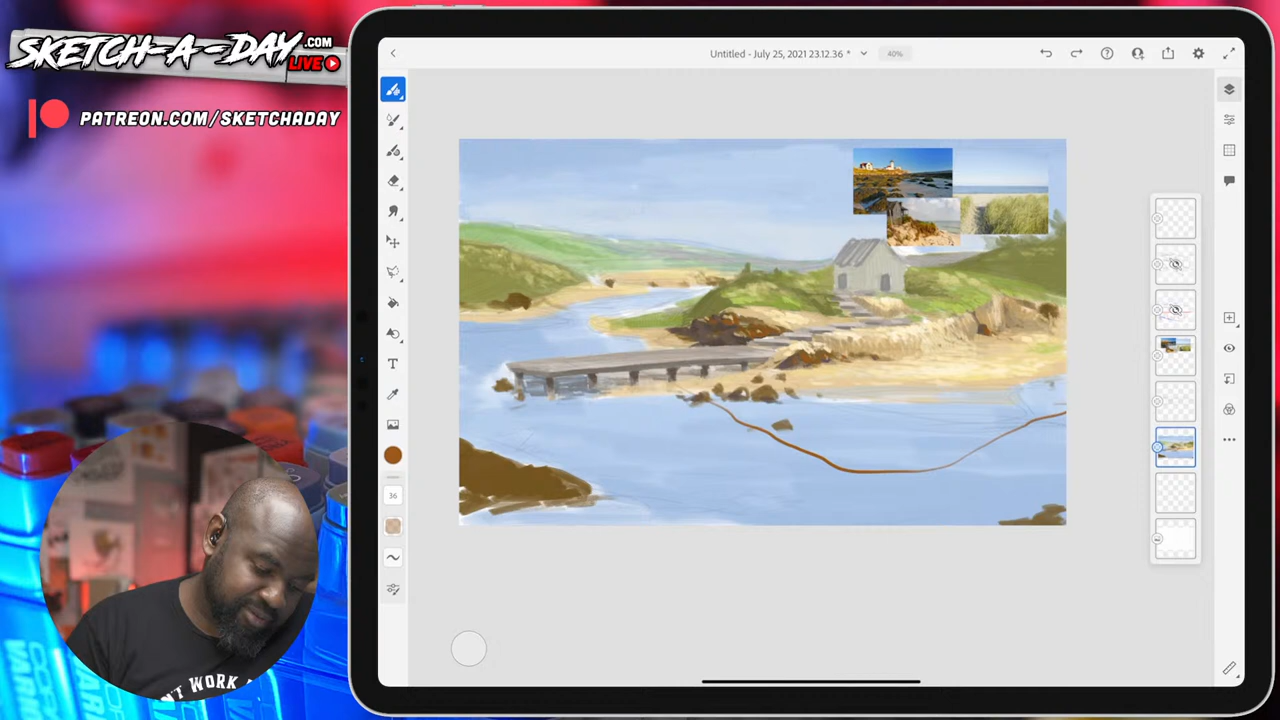 SKETCH-A-DAY.COM
LIVE
PATREON.COM/SKETCHADAY
Untitled - July 25, 2021 23.12.36 *
40%
T
36
N'T WORK